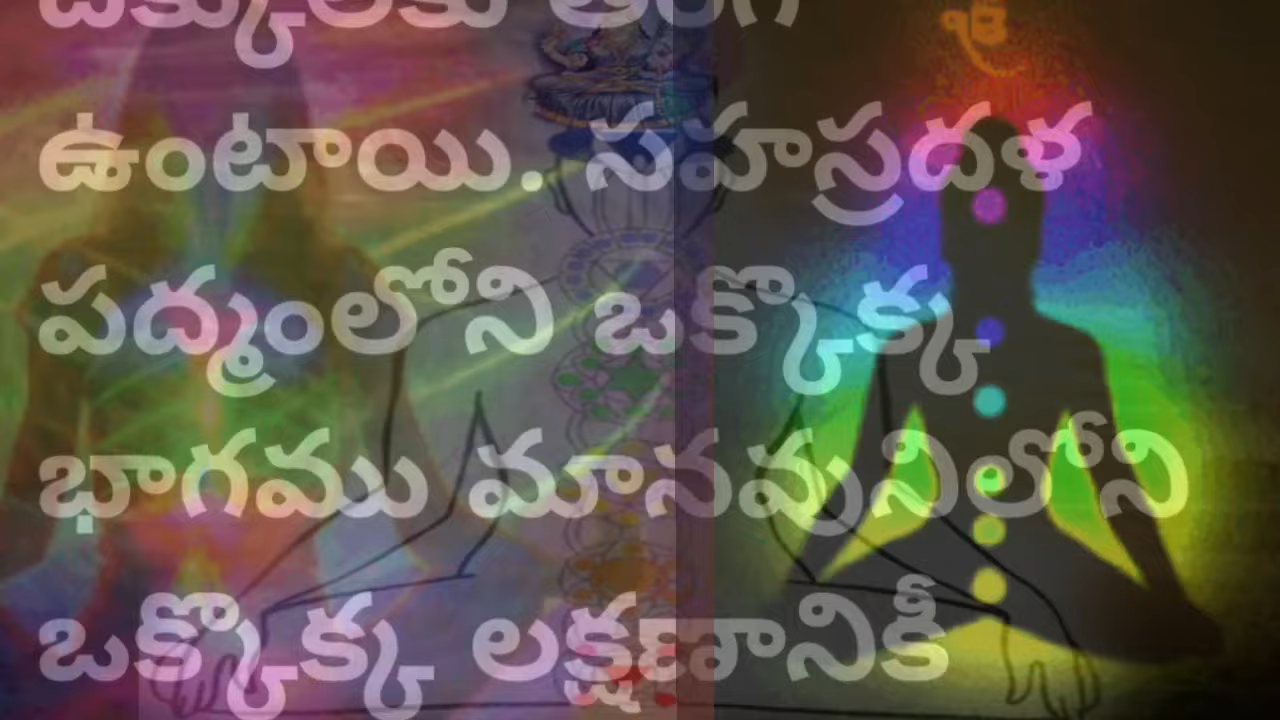 ఉంటాయి. సహస్రదళ
పద్మంలోని ఒక్కొక్క
భాగము మానవునిలోని
ఒక్కొక్క లక్షణానికి